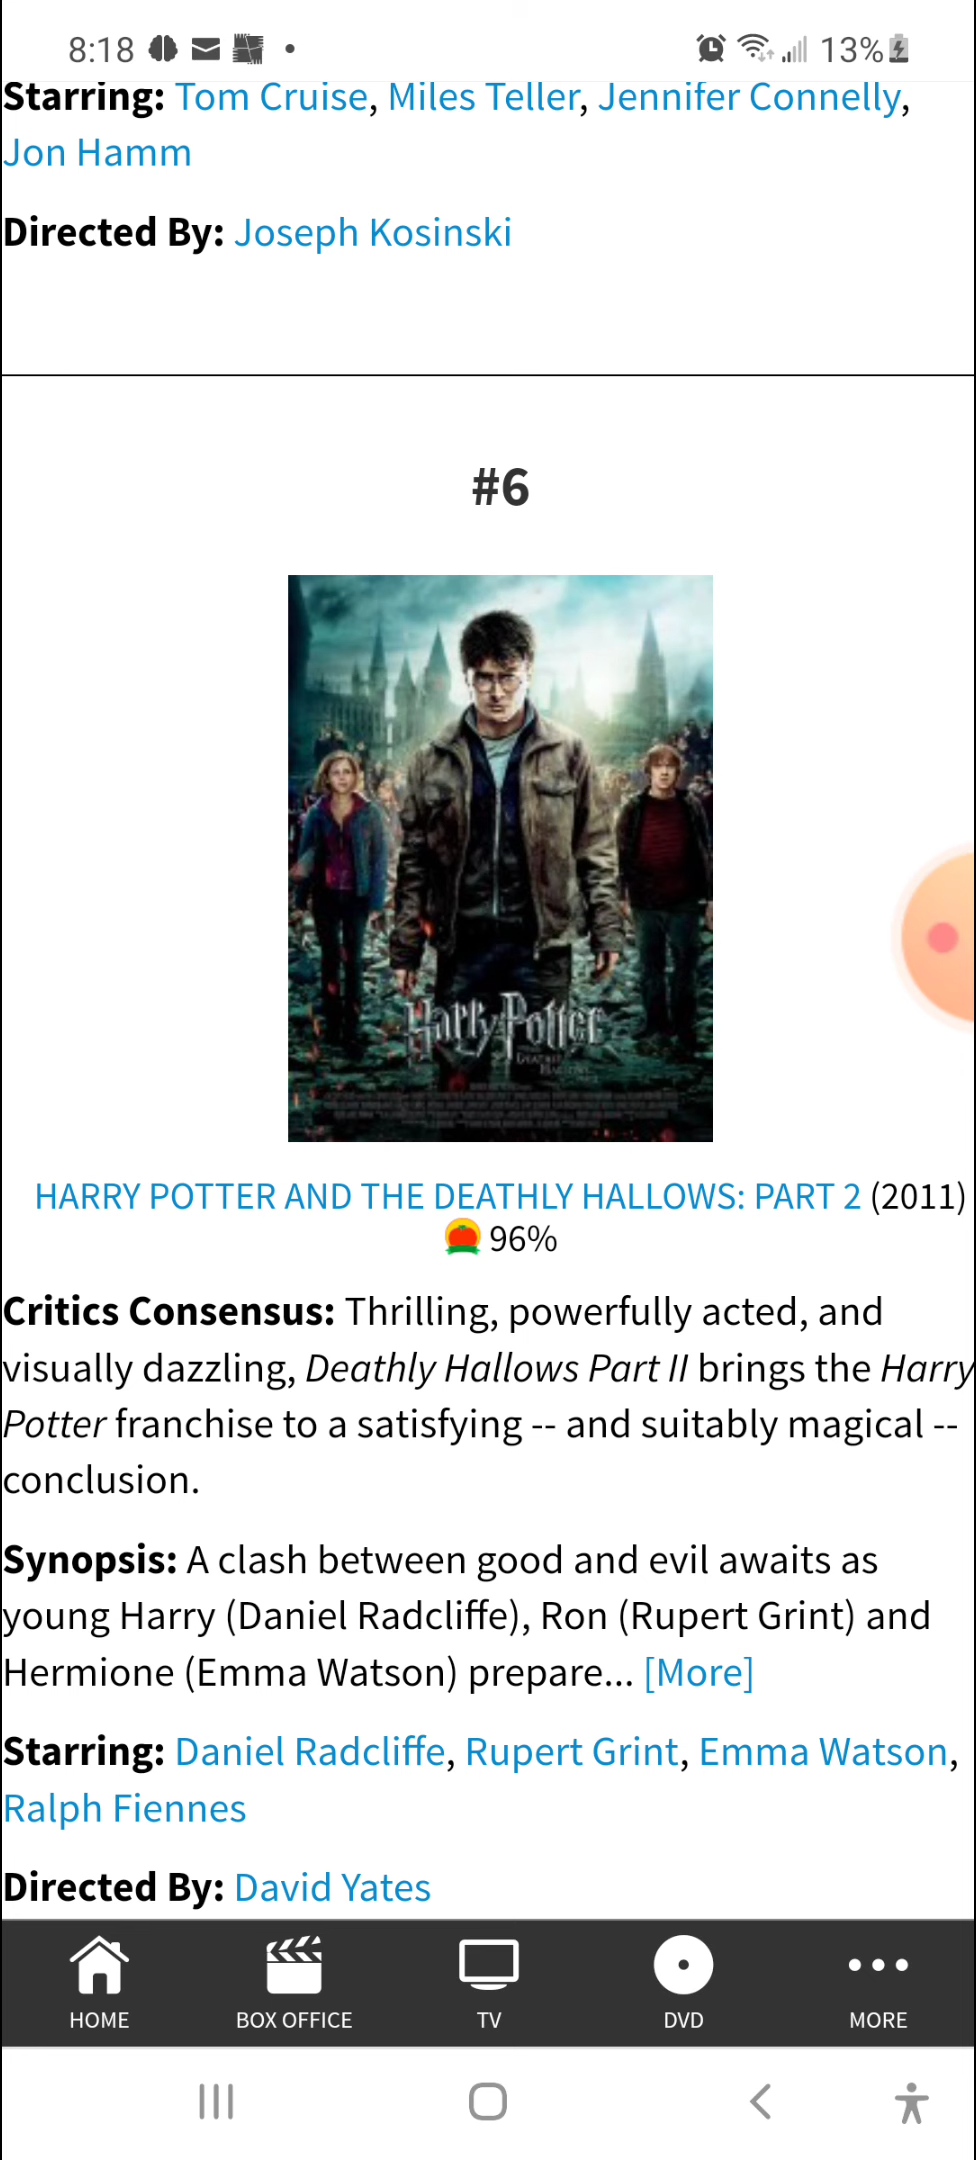 8:18
13%
Starring: Tom Cruise, Miles Teller, Jennifer Connelly,
Jon Hamm
Directed By: Joseph Kosinski
#6
Harry Potter
HARRY POTTER AND THE DEATHLY HALLOWS: PART 2 (2011)
96%
Critics Consensus: Thrilling, powerfully acted, and
visually dazzling, Deathly Hallows Part II brings the Harry
Potter franchise to a satisfying -- and suitably magical --
conclusion.
Synopsis: A clash between good and evil awaits as
young Harry (Daniel Radcliffe), Ron (Rupert Grint) and
Hermione (Emma Watson) prepare... [More]
Starring: Daniel Radcliffe, Rupert Grint, Emma Watson,
Ralph Fiennes
Directed By: David Yates
HOME BOX OFFICE TV DVD MORE